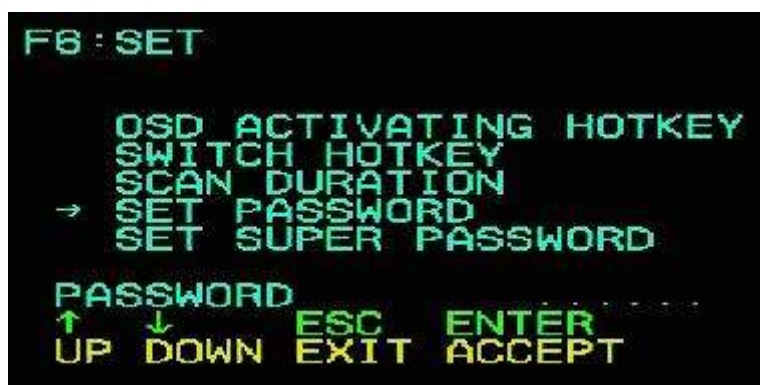 F6:SET
OSD ACTIVATING HOTKEY
SWITCH HOTKEY
SCAN DURATION
→ SET PASSWORD
SET SUPER PASSWORD
PASSWORD ......
↑ ↓ ESC ENTER
UP DOWN EXIT ACCEPT